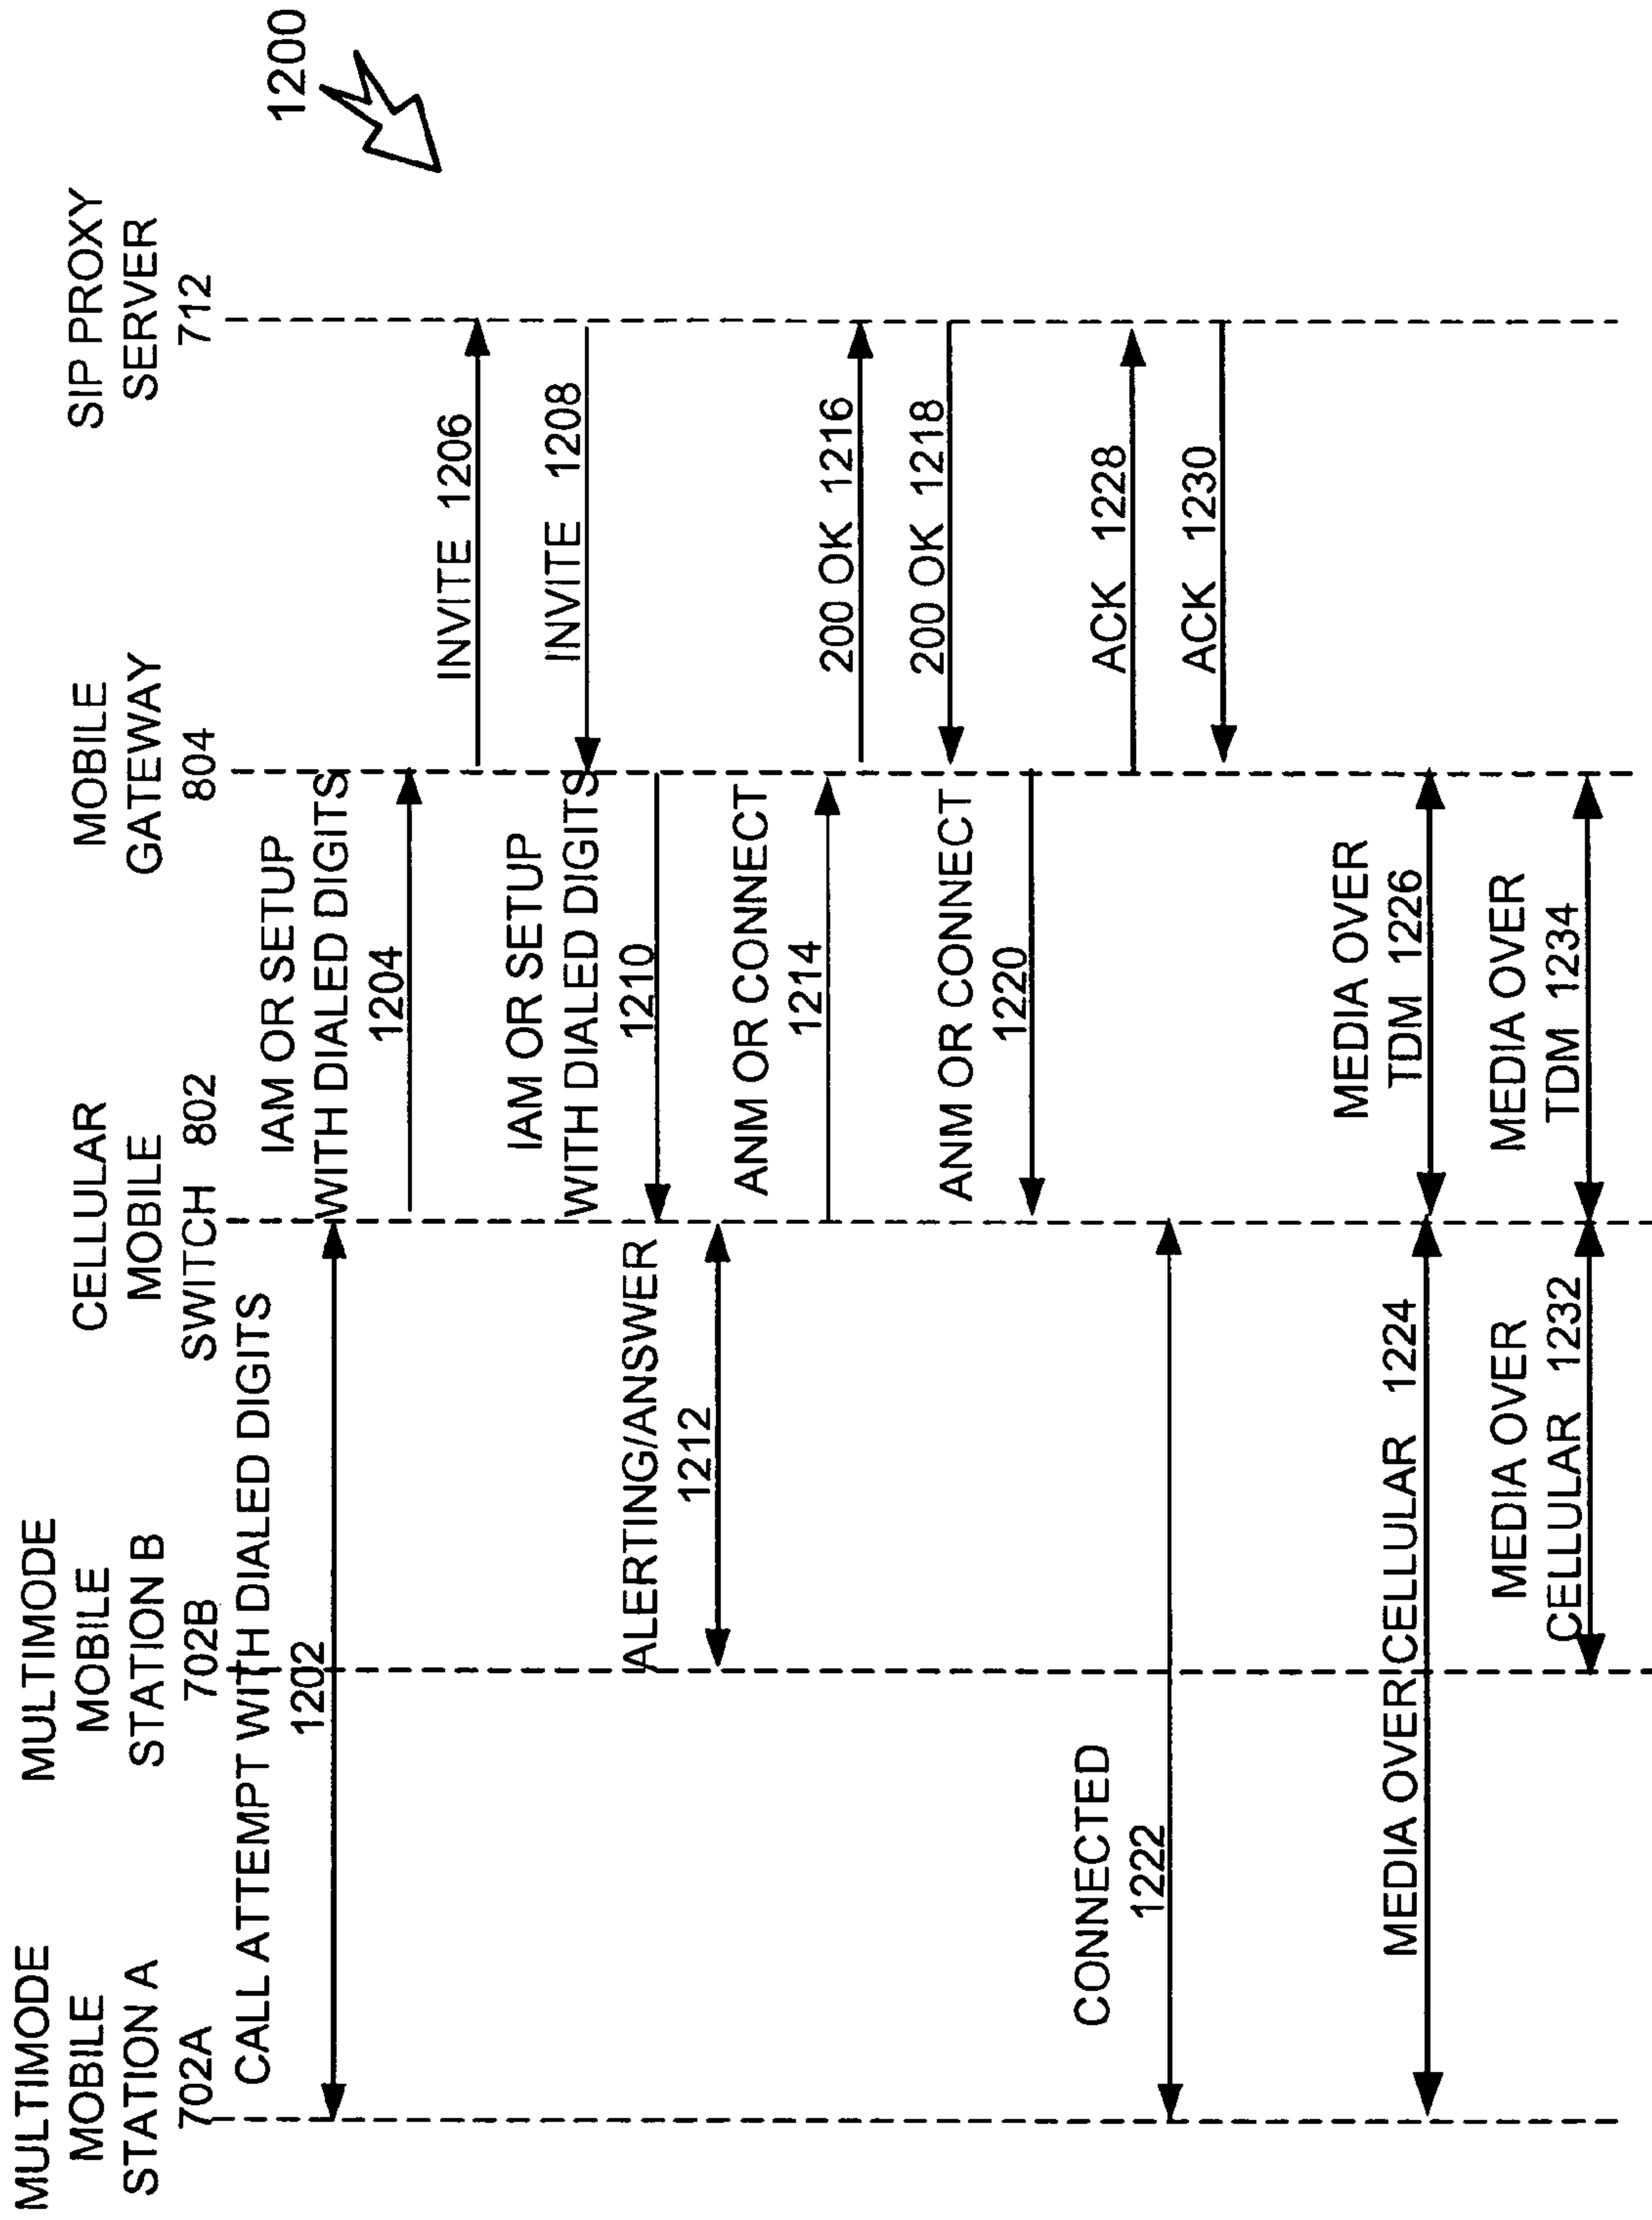 1200
MULTIMODE
MOBILE
STATION A
702A
MULTIMODE
MOBILE
STATION B
702B
CELLULAR
MOBILE
SWITCH 802
MOBILE
GATEWAY
804
SIP PROXY
SERVER
712
CALL ATTEMPT WITH DIALED DIGITS
1202
IAM OR SETUP
WITH DIALED DIGITS
1204
INVITE 1206
INVITE 1208
IAM OR SETUP
WITH DIALED DIGITS
1210
ALERTING/ANSWER
1212
ANM OR CONNECT
1214
200 OK 1216
200 OK 1218
ANM OR CONNECT
1220
CONNECTED
1222
ACK 1228
ACK 1230
MEDIA OVER CELLULAR 1224
MEDIA OVER
TDM 1226
MEDIA OVER
CELLULAR 1232
MEDIA OVER
TDM 1234